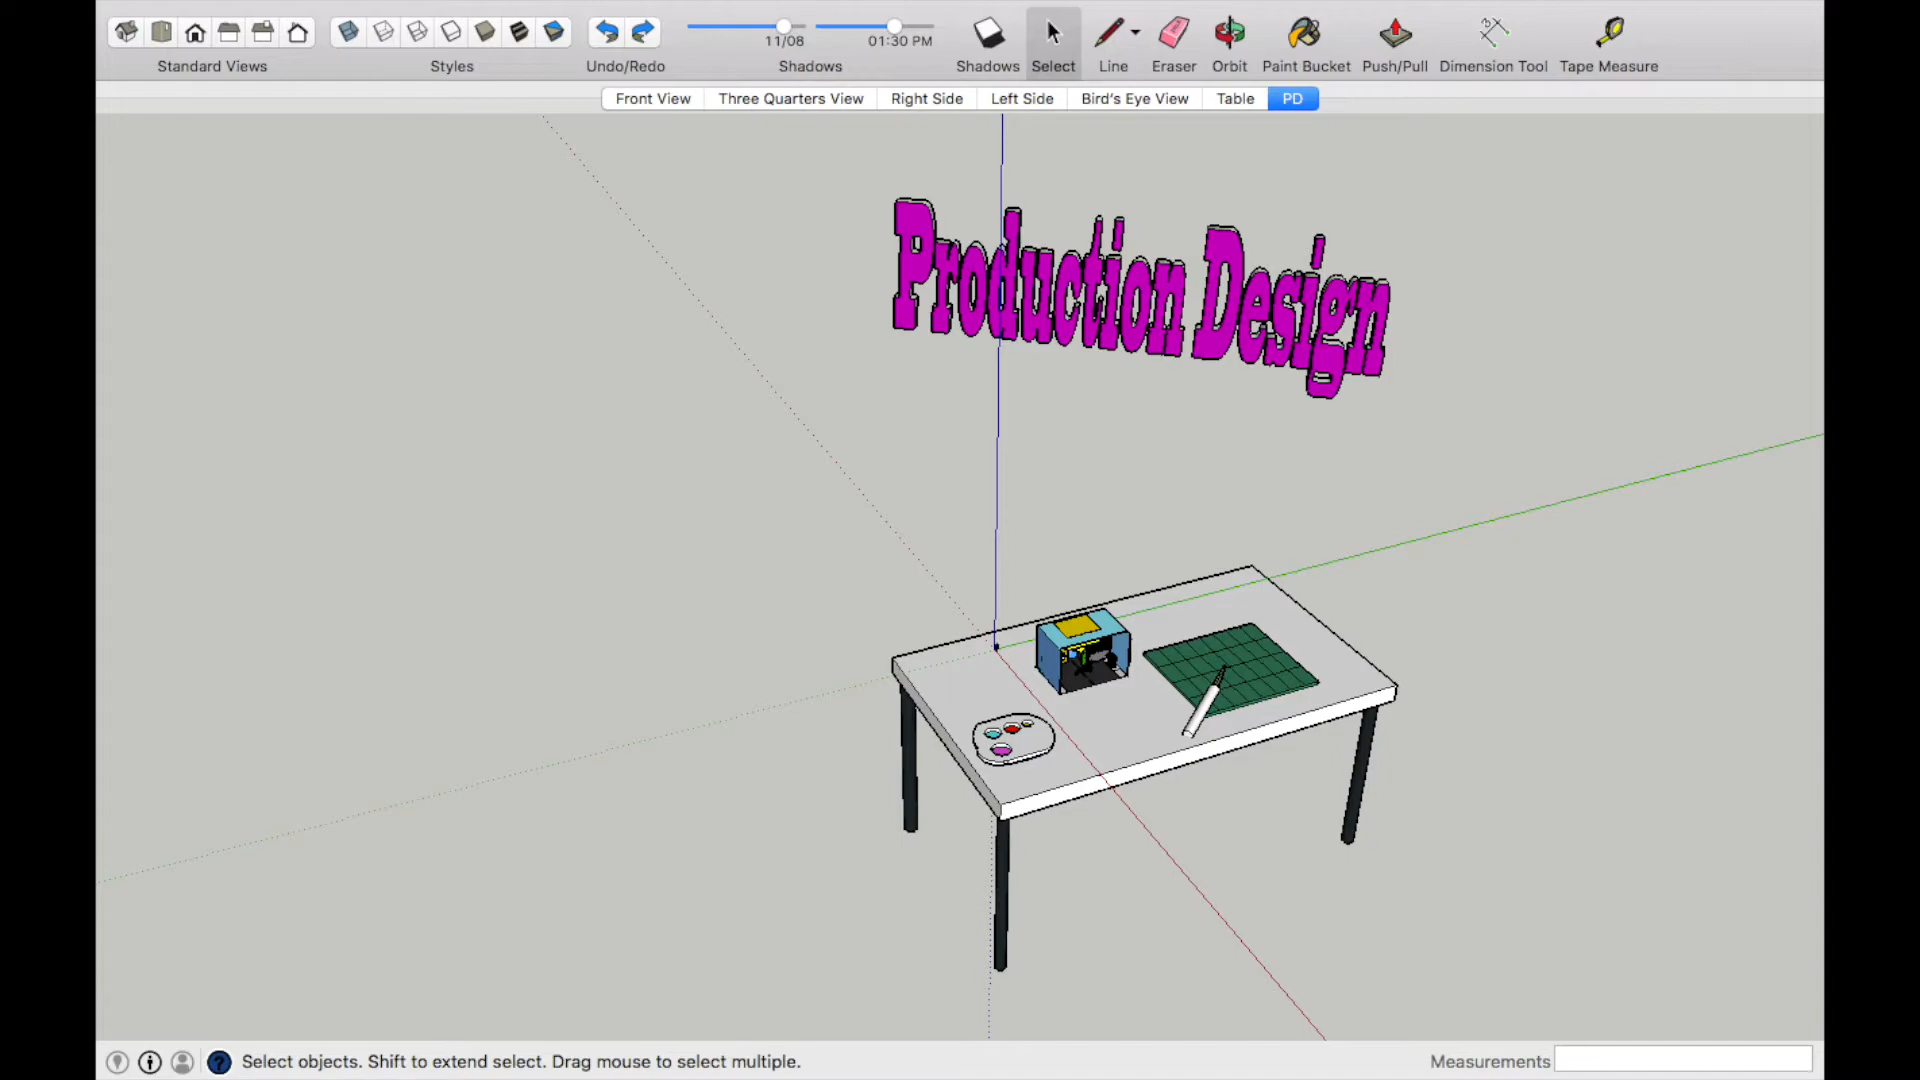 11/08 01:30 PM
Standard Views Styles Undo/Redo Shadows Shadows Select Line Eraser Orbit Paint Bucket Push/Pull Dimension Tool Tape Measure
Front View Three Quarters View Right Side Left Side Bird's Eye View Table PD
Production Design
Select objects. Shift to extend select. Drag mouse to select multiple. Measurements